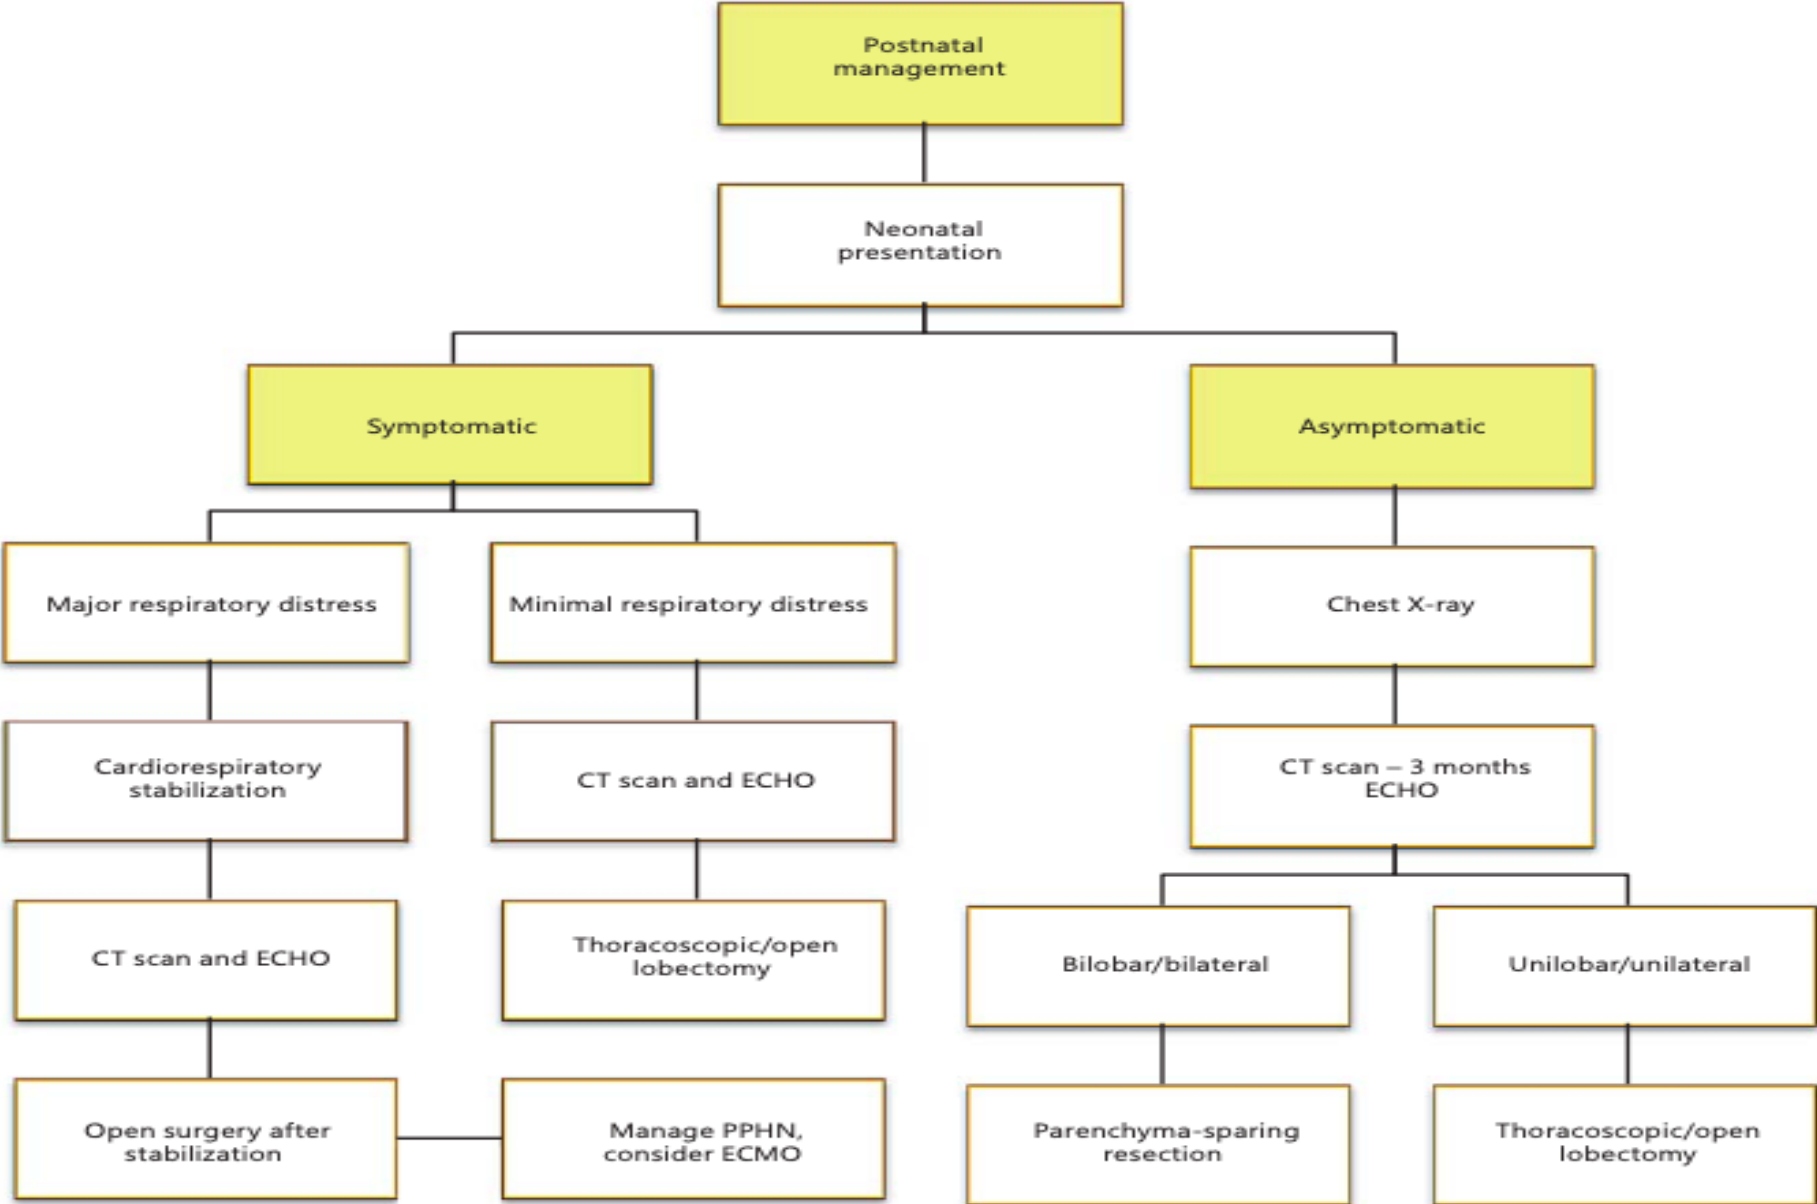 Postnatal
management
Neonatal
presentation
Symptomatic
Asymptomatic
Major respiratory distress
Minimal respiratory distress
Chest X-ray
Cardiorespiratory
stabilization
CT scan and ECHO
CT scan – 3 months
ECHO
CT scan and ECHO
Thoracoscopic/open
lobectomy
Bilobar/bilateral
Unilobar/unilateral
Open surgery after
stabilization
Manage PPHN,
consider ECMO
Parenchyma-sparing
resection
Thoracoscopic/open
lobectomy